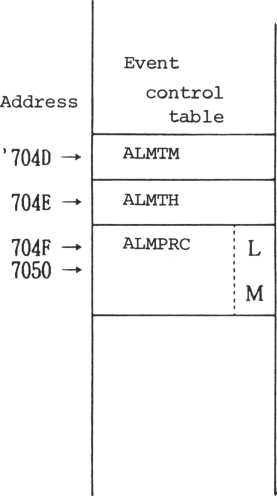 Event
control
table
Address
'704D → ALMTM
704E → ALMTH
704F → ALMPRC L
7050 →
M